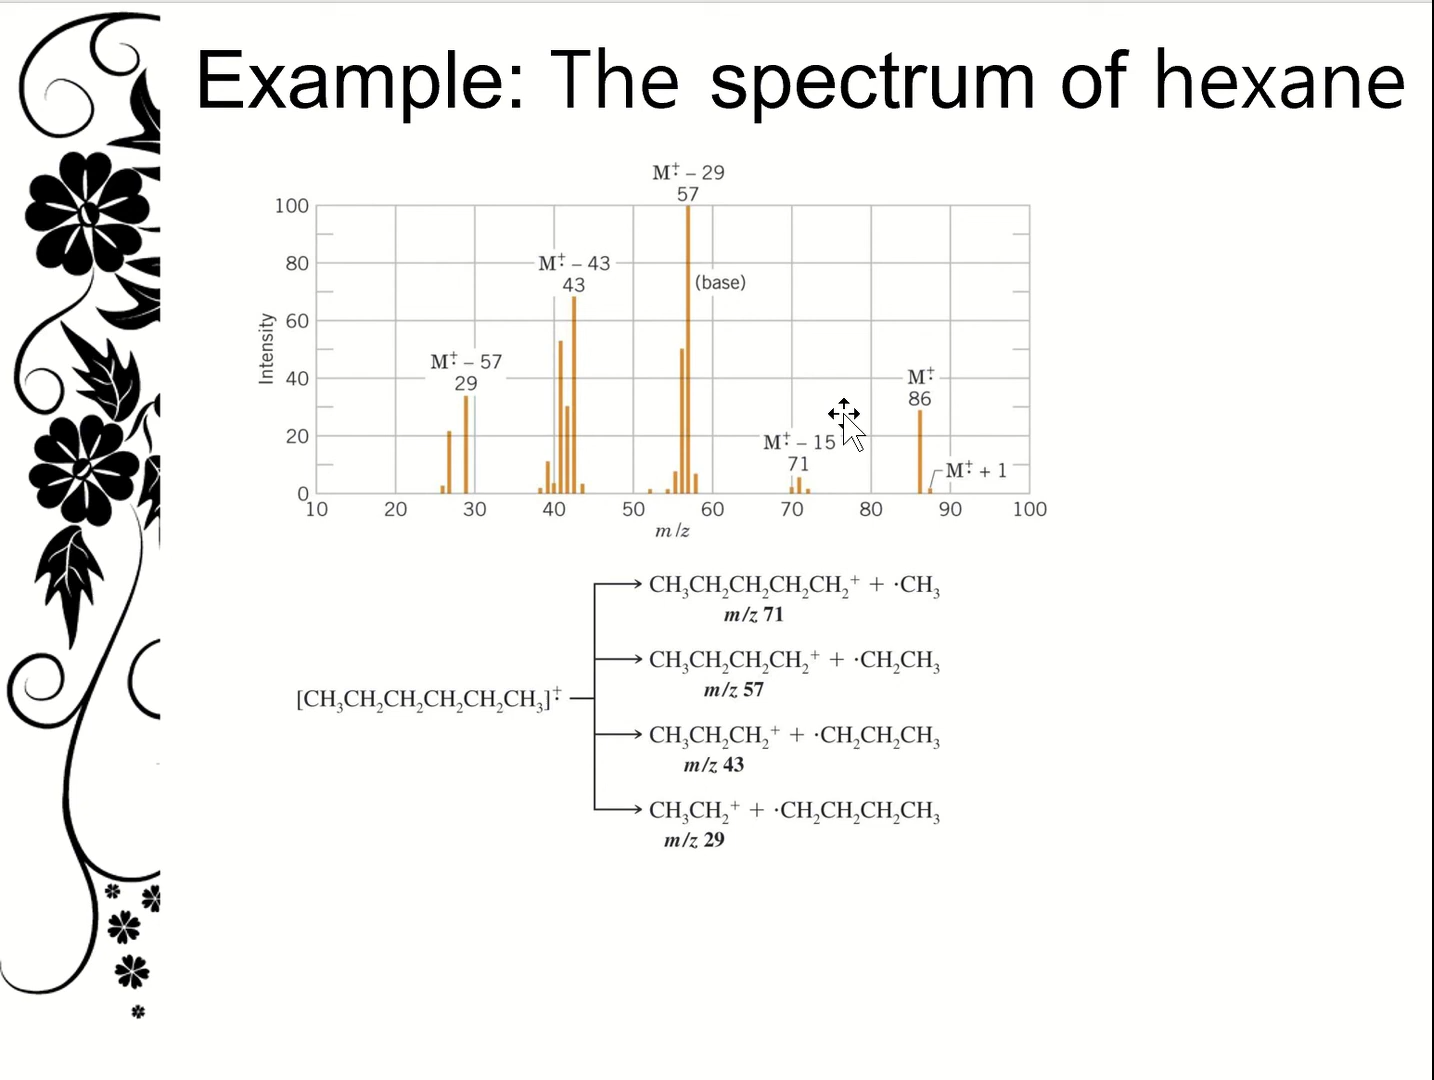 Example: The spectrum of hexane
M⁺· – 29
57
100
M⁺· – 43
80
43
(base)
Intensity
60
M⁺· – 57
29
40
M⁺·
86
20
M⁺· – 15
71
M⁺· + 1
0
10 20 30 40 50 60 70 80 90 100
m/z
CH₃CH₂CH₂CH₂CH₂⁺ + ·CH₃
m/z 71
CH₃CH₂CH₂CH₂⁺ + ·CH₂CH₃
m/z 57
[CH₃CH₂CH₂CH₂CH₂CH₃]⁺·
CH₃CH₂CH₂⁺ + ·CH₂CH₂CH₃
m/z 43
CH₃CH₂⁺ + ·CH₂CH₂CH₂CH₃
m/z 29